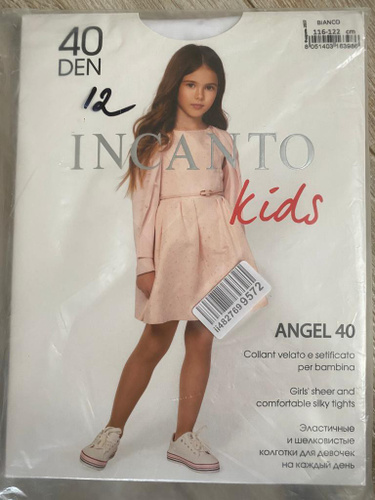 40
DEN
12
BIANCO
116-122 cm
INCANTO
kids
ii4827699572
ANGEL 40
Collant velato e setificato
per bambina
Girls' sheer and
comfortable silky tights
Эластичные
и шелковистые
колготки для девочек
на каждый день